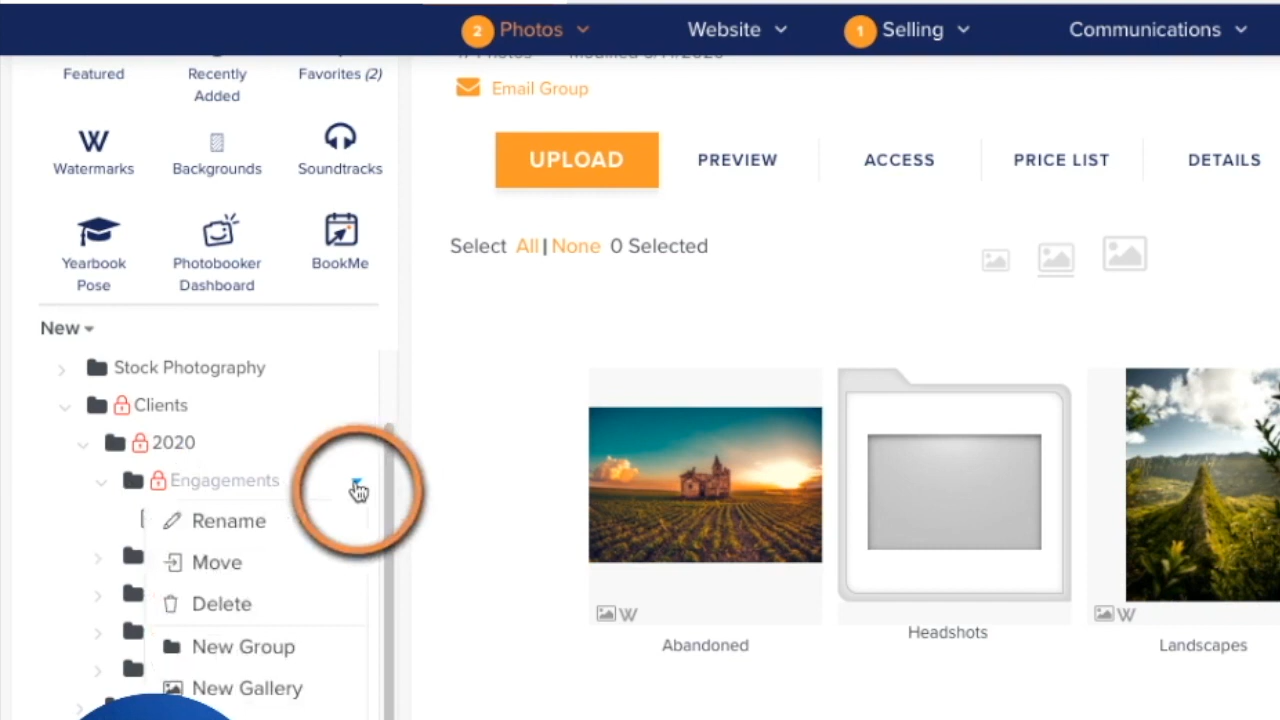 2 Photos Website 1 Selling Communications
Featured Recently Added Favorites (2)
Email Group
Watermarks Backgrounds Soundtracks
UPLOAD PREVIEW ACCESS PRICE LIST DETAILS
Yearbook Pose Photobooker Dashboard BookMe
Select All | None 0 Selected
New
Stock Photography
Clients
2020
Engagements
Rename
Move
Delete
New Group
New Gallery
W
W
Abandoned
Headshots
Landscapes